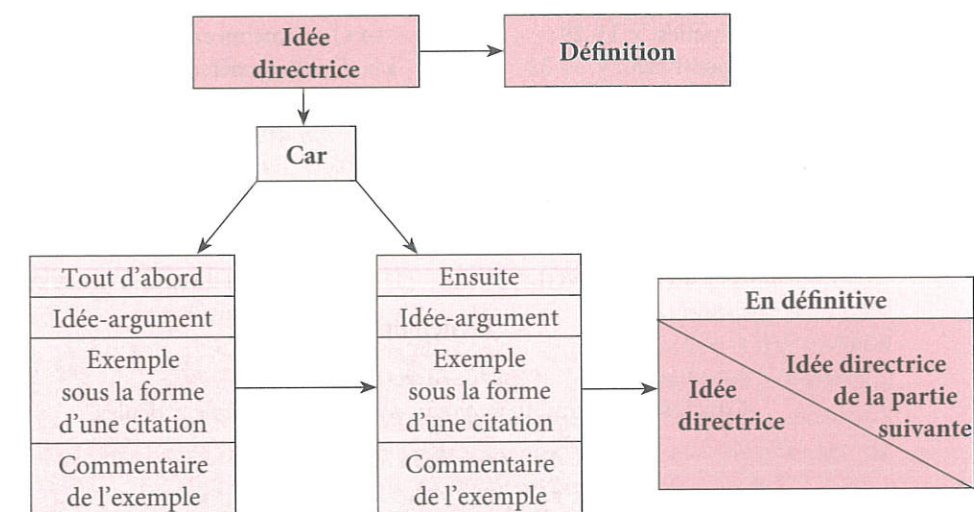 Idée
directrice
Définition
Car
Tout d'abord
Idée-argument
Exemple
sous la forme
d'une citation
Commentaire
de l'exemple
Ensuite
Idée-argument
Exemple
sous la forme
d'une citation
Commentaire
de l'exemple
En définitive
Idée
directrice
Idée directrice
de la partie
suivante